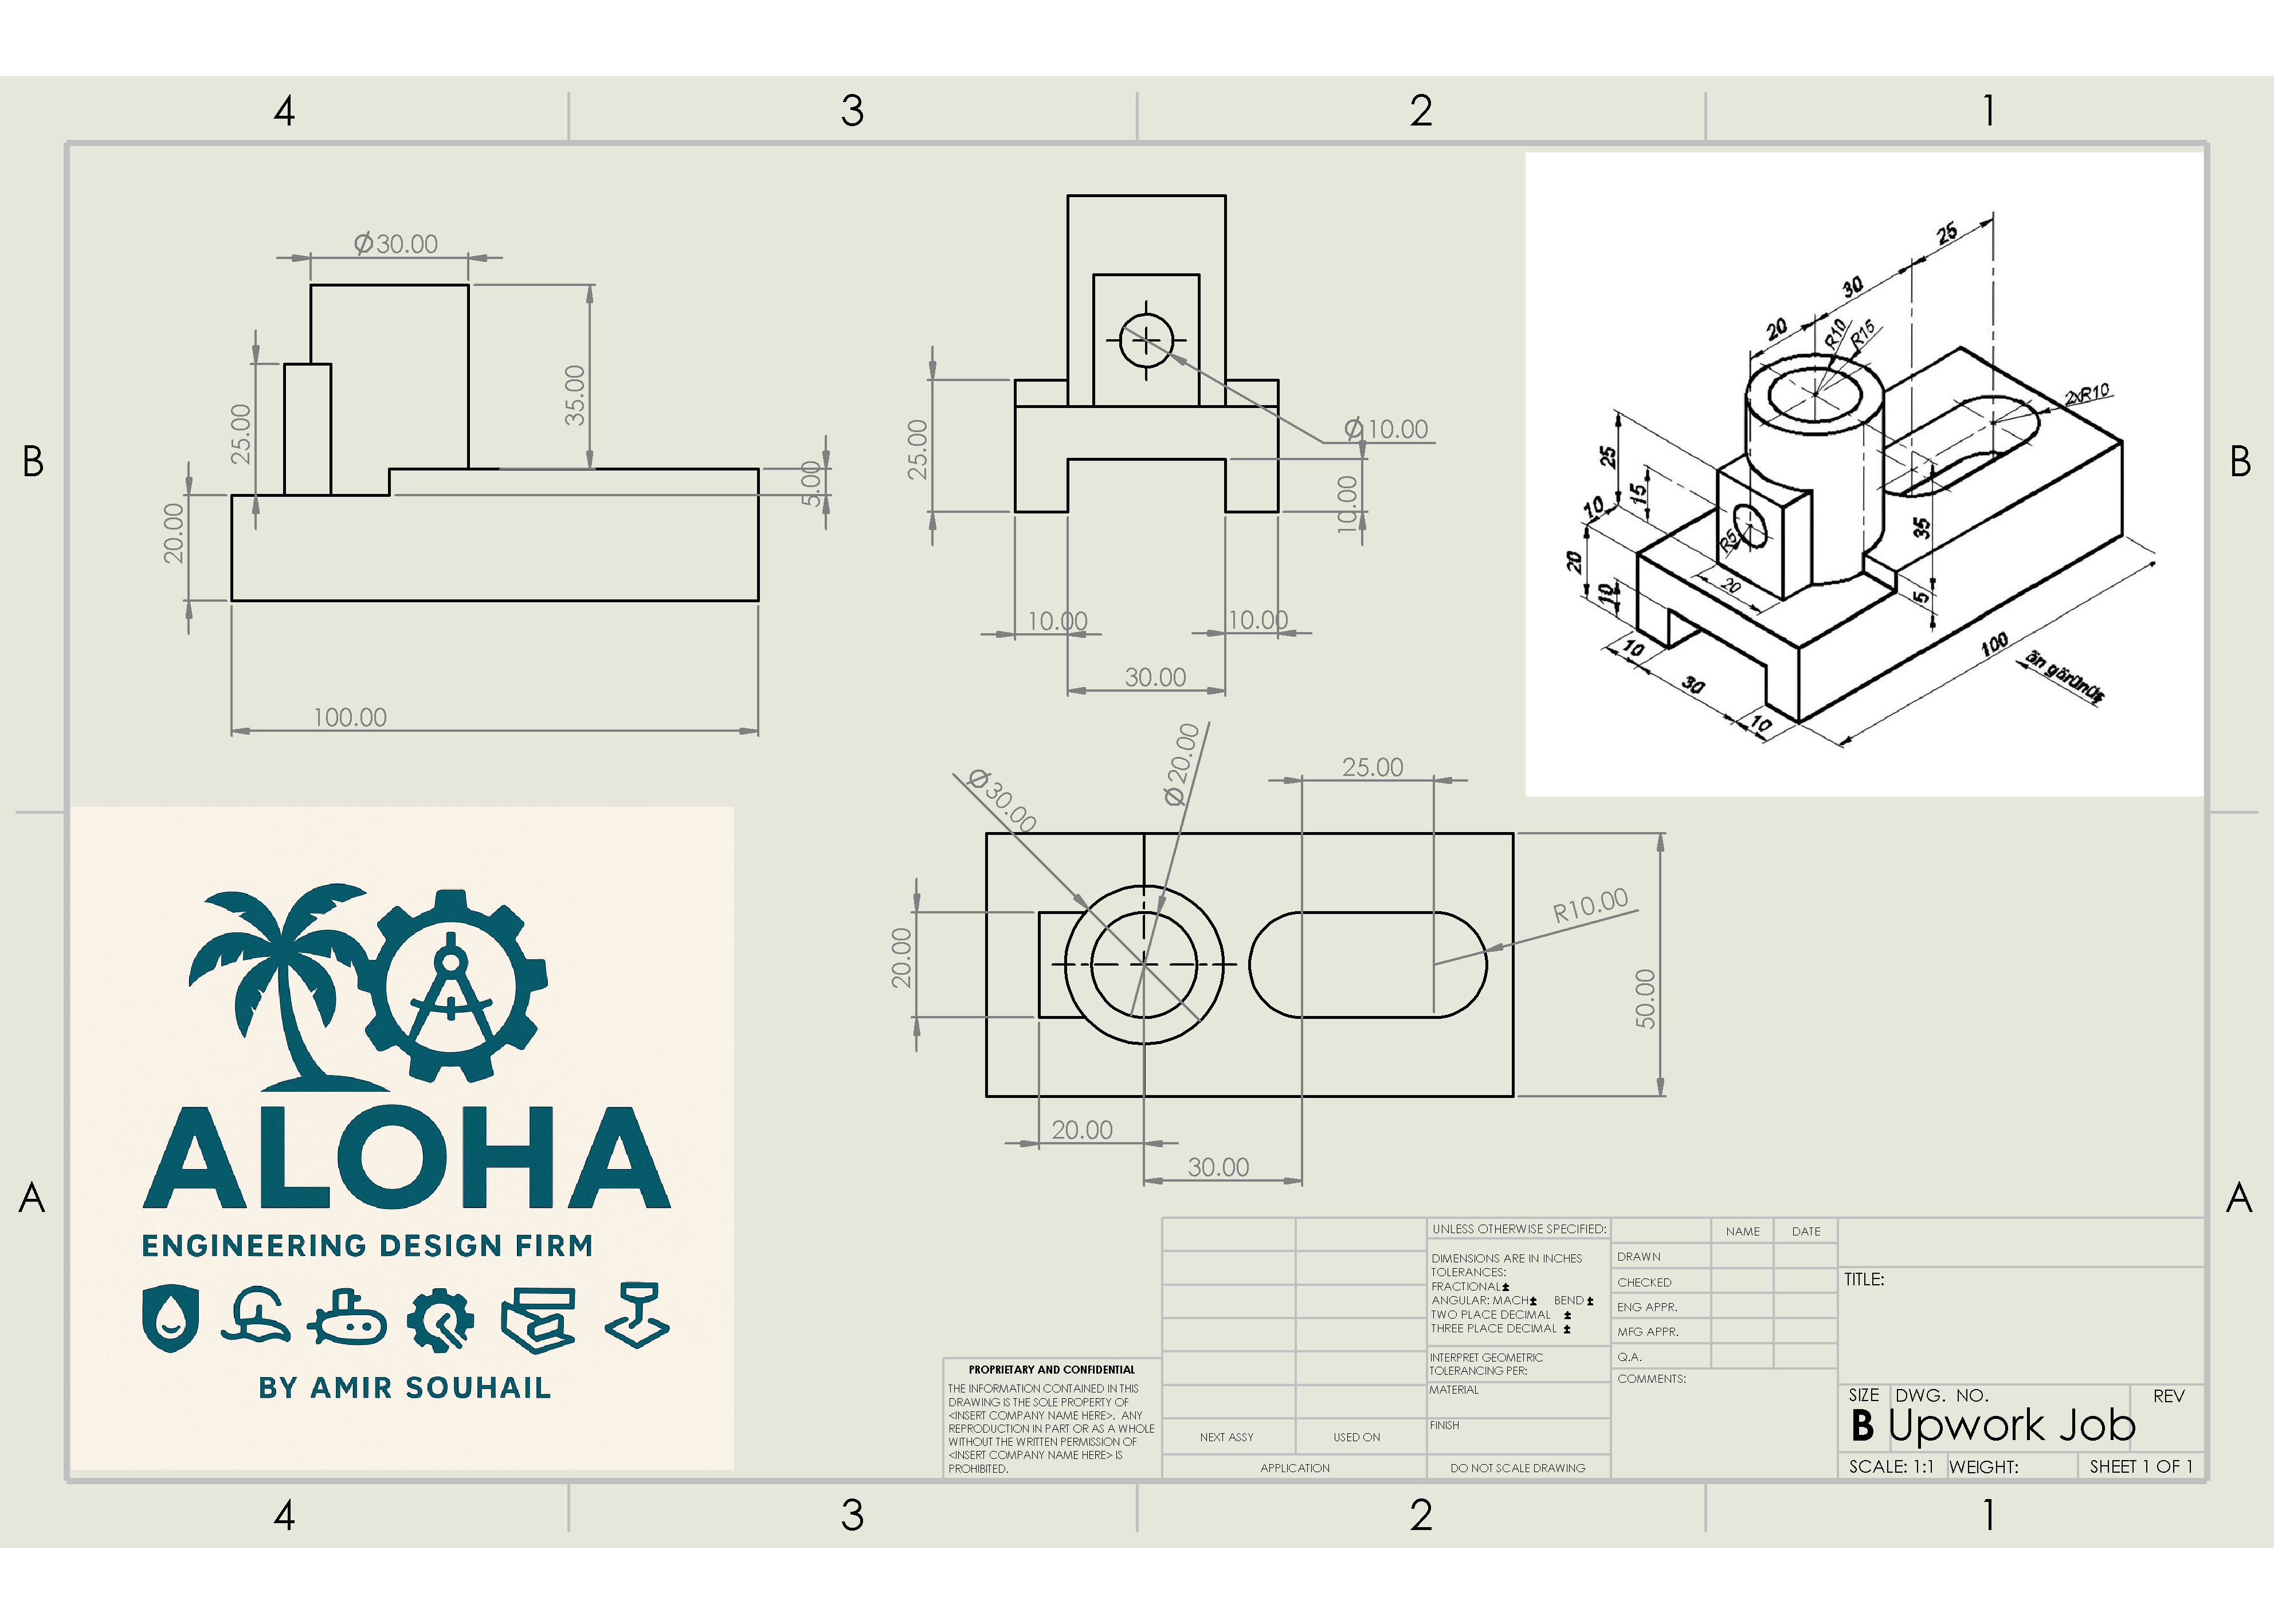 4 3 2 1
B B
A A
4 3 2 1
Ø30.00
25.00
35.00
5.00
20.00
100.00
25.00
Ø10.00
10.00
10.00 10.00
30.00
25
30
20
R10
R15
2xR10
25
15
10
R5
20
20
10
35
5
10
30
10
100
ön görünüş
Ø30.00
Ø20.00
25.00
R10.00
20.00
50.00
20.00
30.00
ALOHA
ENGINEERING DESIGN FIRM
BY AMIR SOUHAIL
PROPRIETARY AND CONFIDENTIAL
THE INFORMATION CONTAINED IN THIS
DRAWING IS THE SOLE PROPERTY OF
<INSERT COMPANY NAME HERE>. ANY
REPRODUCTION IN PART OR AS A WHOLE
WITHOUT THE WRITTEN PERMISSION OF
<INSERT COMPANY NAME HERE> IS
PROHIBITED.
NEXT ASSY USED ON
APPLICATION
UNLESS OTHERWISE SPECIFIED:
DIMENSIONS ARE IN INCHES
TOLERANCES:
FRACTIONAL ±
ANGULAR: MACH ± BEND ±
TWO PLACE DECIMAL ±
THREE PLACE DECIMAL ±
INTERPRET GEOMETRIC
TOLERANCING PER:
MATERIAL
FINISH
DO NOT SCALE DRAWING
NAME DATE
DRAWN
CHECKED
ENG APPR.
MFG APPR.
Q.A.
COMMENTS:
TITLE:
SIZE DWG. NO. REV
B Upwork Job
SCALE: 1:1 WEIGHT: SHEET 1 OF 1